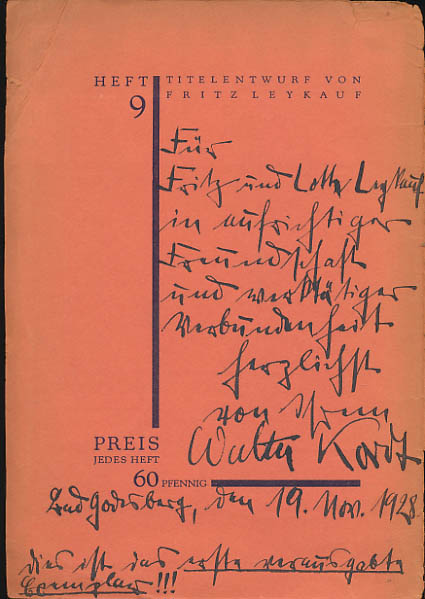 HEFT
9
TITELENTWURF VON
FRITZ LEYKAUF
Für
Fritz und Lotte Leykauf
in aufrichtiger
Freundschaft
und werktätiger
Verbundenheit
herzlichst
von Ihrem
Walter Kordt
PREIS
JEDES HEFT
60 PFENNIG
Bad Godesberg, den 19. Nov. 1928.
dies ist das erste verausgabte
Exemplar!!!